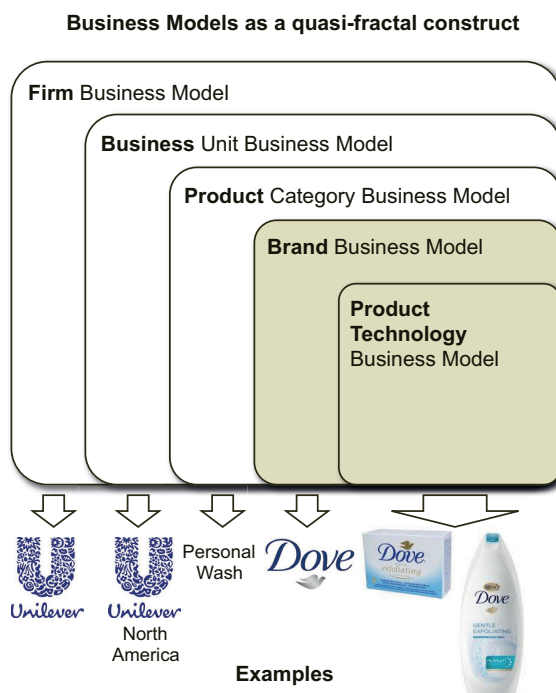 Business Models as a quasi-fractal construct
Firm Business Model
Business Unit Business Model
Product Category Business Model
Brand Business Model
Product
Technology
Business Model
Unilever
Unilever
North
America
Personal
Wash
Dove
Dove
exfoliating
Dove
GENTLE
EXFOLIATING
Examples